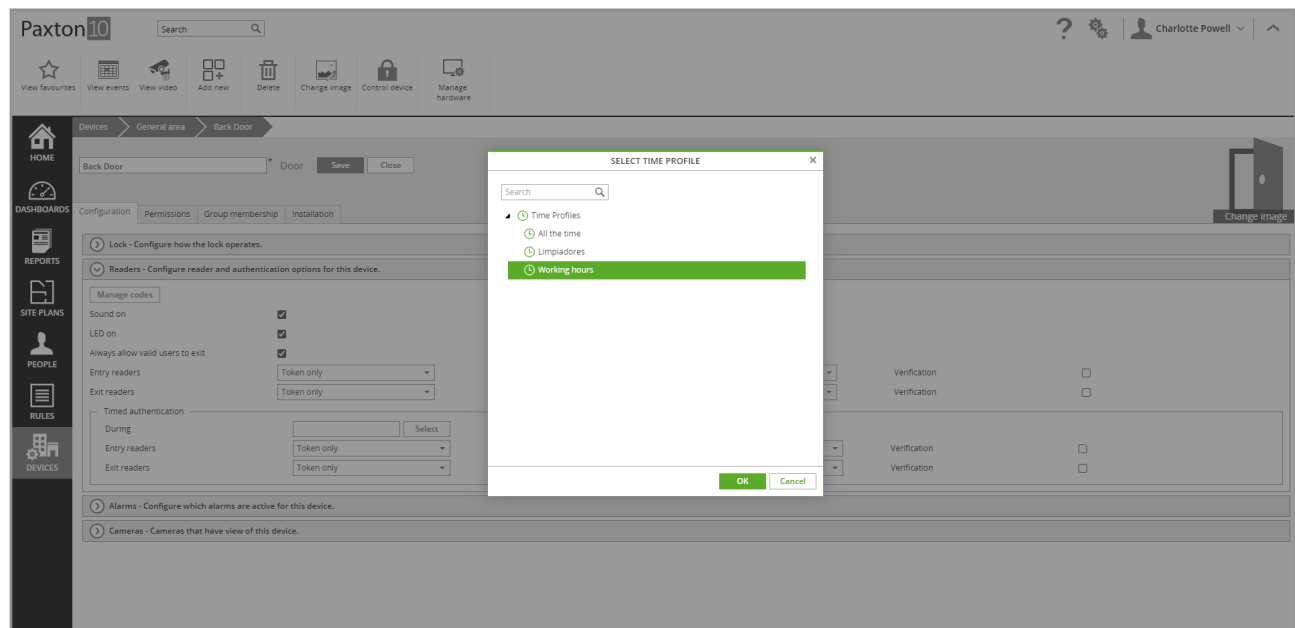 Paxton10 Search Charlotte Powell
View favourites View events View video Add new Delete Change image Control device Manage hardware
Devices General area Back Door
HOME
Back Door * Door Save Close
SELECT TIME PROFILE
Search
DASHBOARDS
Configuration Permissions Group membership Installation
Change image
Time Profiles
All the time
Limpiadores
Working hours
Lock - Configure how the lock operates.
REPORTS
Readers - Configure reader and authentication options for this device.
Manage codes
SITE PLANS
Sound on
LED on
Always allow valid users to exit
PEOPLE
Entry readers Token only Verification
Exit readers Token only Verification
RULES
Timed authentication
During Select
Entry readers Token only Verification
Exit readers Token only Verification
DEVICES
OK Cancel
Alarms - Configure which alarms are active for this device.
Cameras - Cameras that have view of this device.